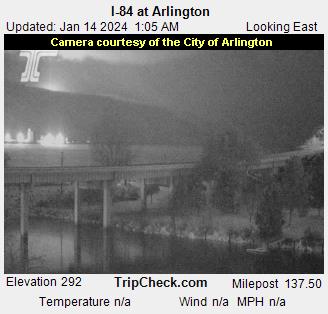 I-84 at Arlington
Updated: Jan 14 2024 1:05 AM Looking East
Camera courtesy of the City of Arlington
Elevation 292 TripCheck.com Milepost 137.50
Temperature n/a Wind n/a MPH n/a